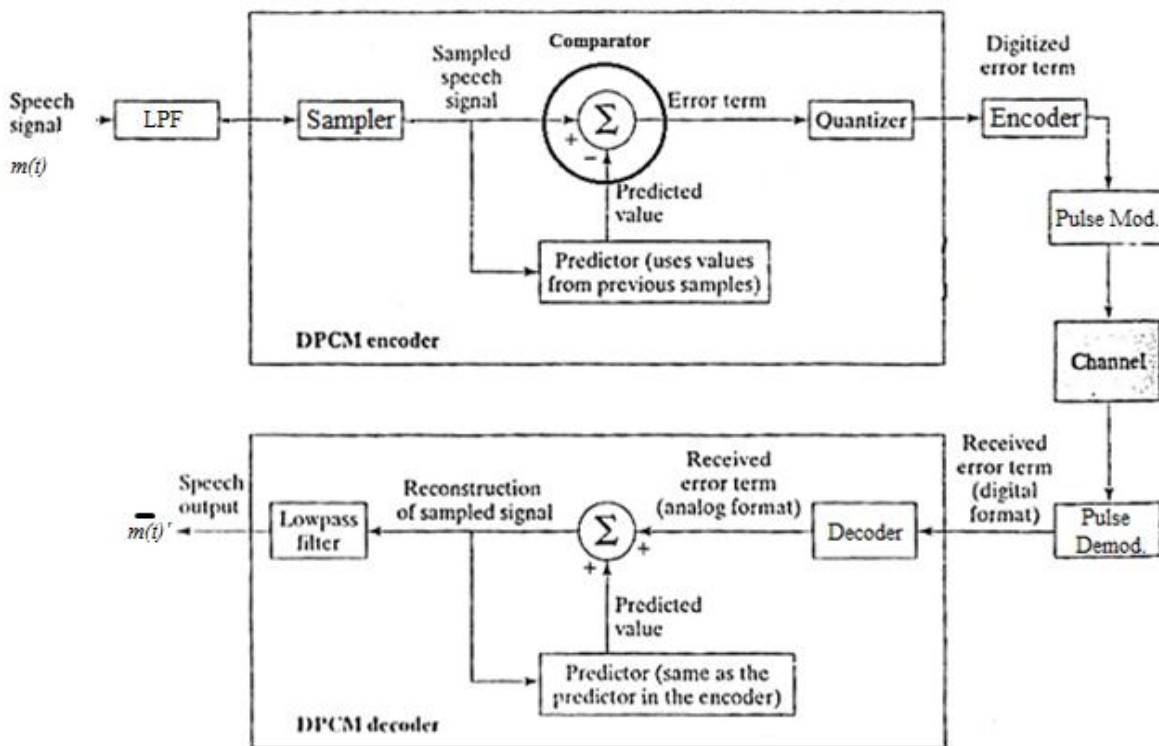 Speech
signal
m(t)
LPF
Sampler
Sampled
speech
signal
Comparator
Σ
+
−
Error term
Quantizer
Digitized
error term
Encoder
Predicted
value
Predictor (uses values
from previous samples)
DPCM encoder
Pulse Mod.
Channel
Speech
output
m(t)'
Lowpass
filter
Reconstruction
of sampled signal
Σ
+
+
Received
error term
(analog format)
Decoder
Received
error term
(digital
format)
Pulse
Demod.
Predicted
value
Predictor (same as the
predictor in the encoder)
DPCM decoder